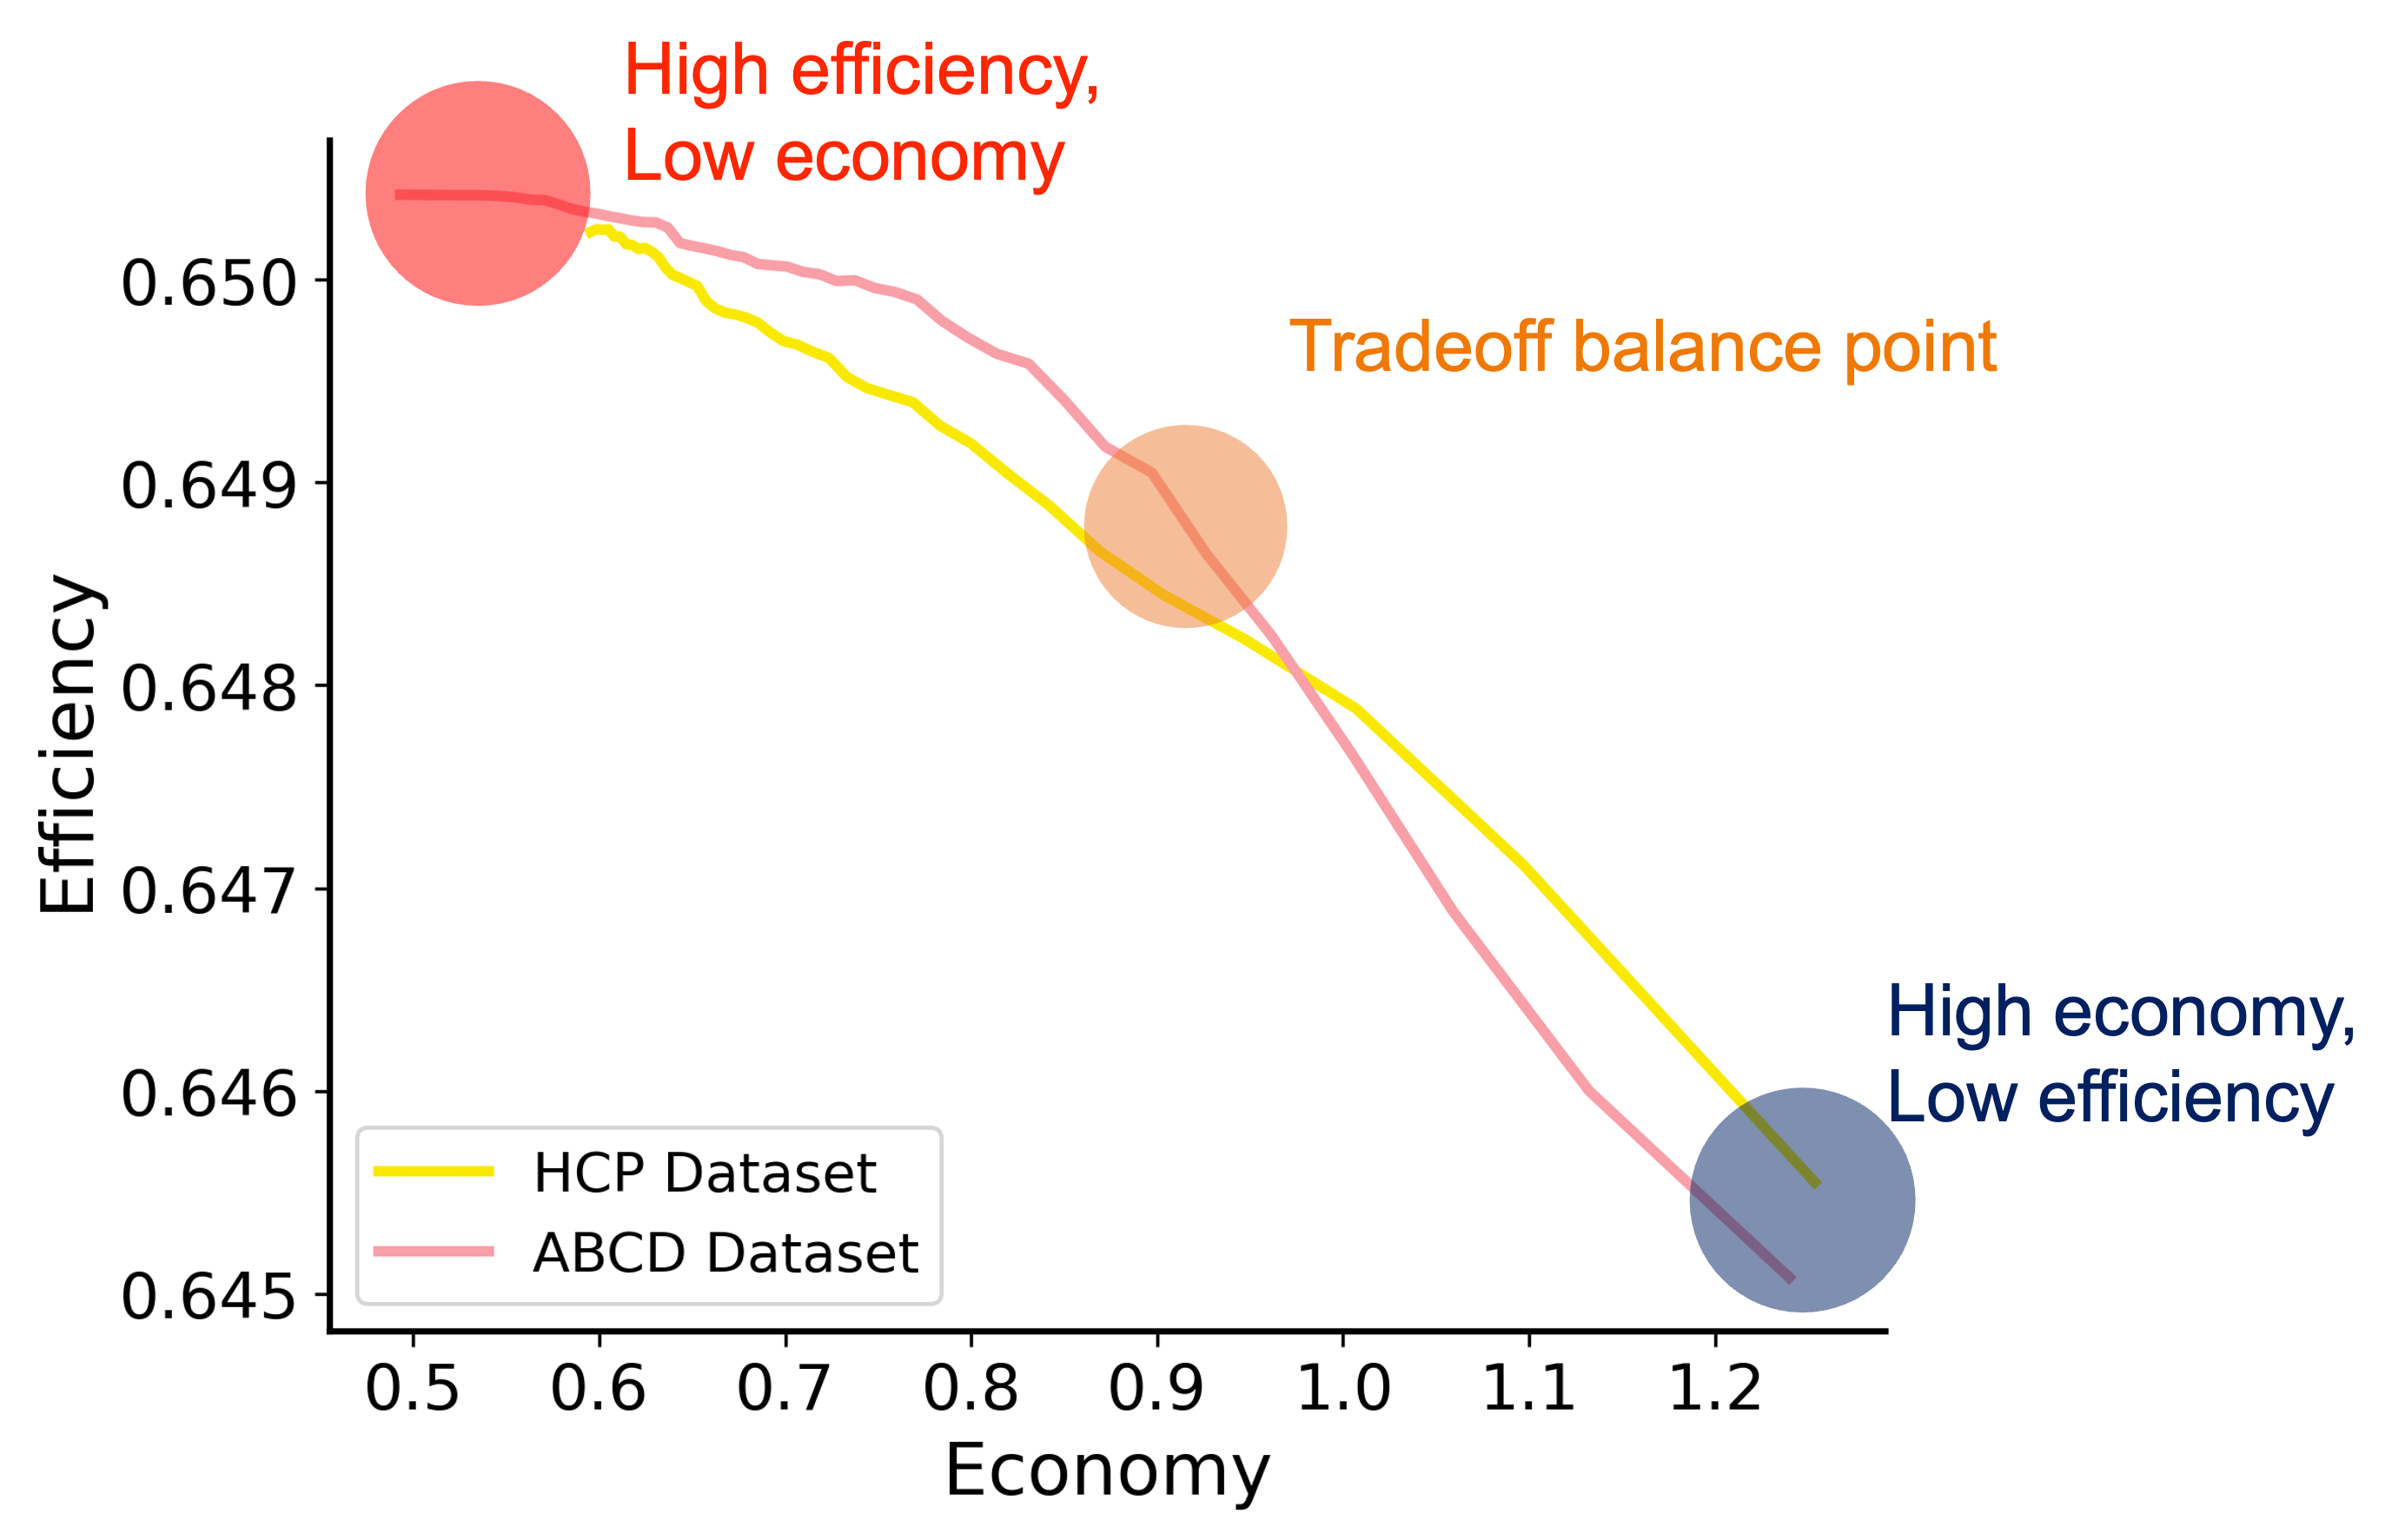 High efficiency,
Low economy
Tradeoff balance point
High economy,
Low efficiency
Efficiency
0.650
0.649
0.648
0.647
0.646
0.645
HCP Dataset
ABCD Dataset
0.5 0.6 0.7 0.8 0.9 1.0 1.1 1.2
Economy